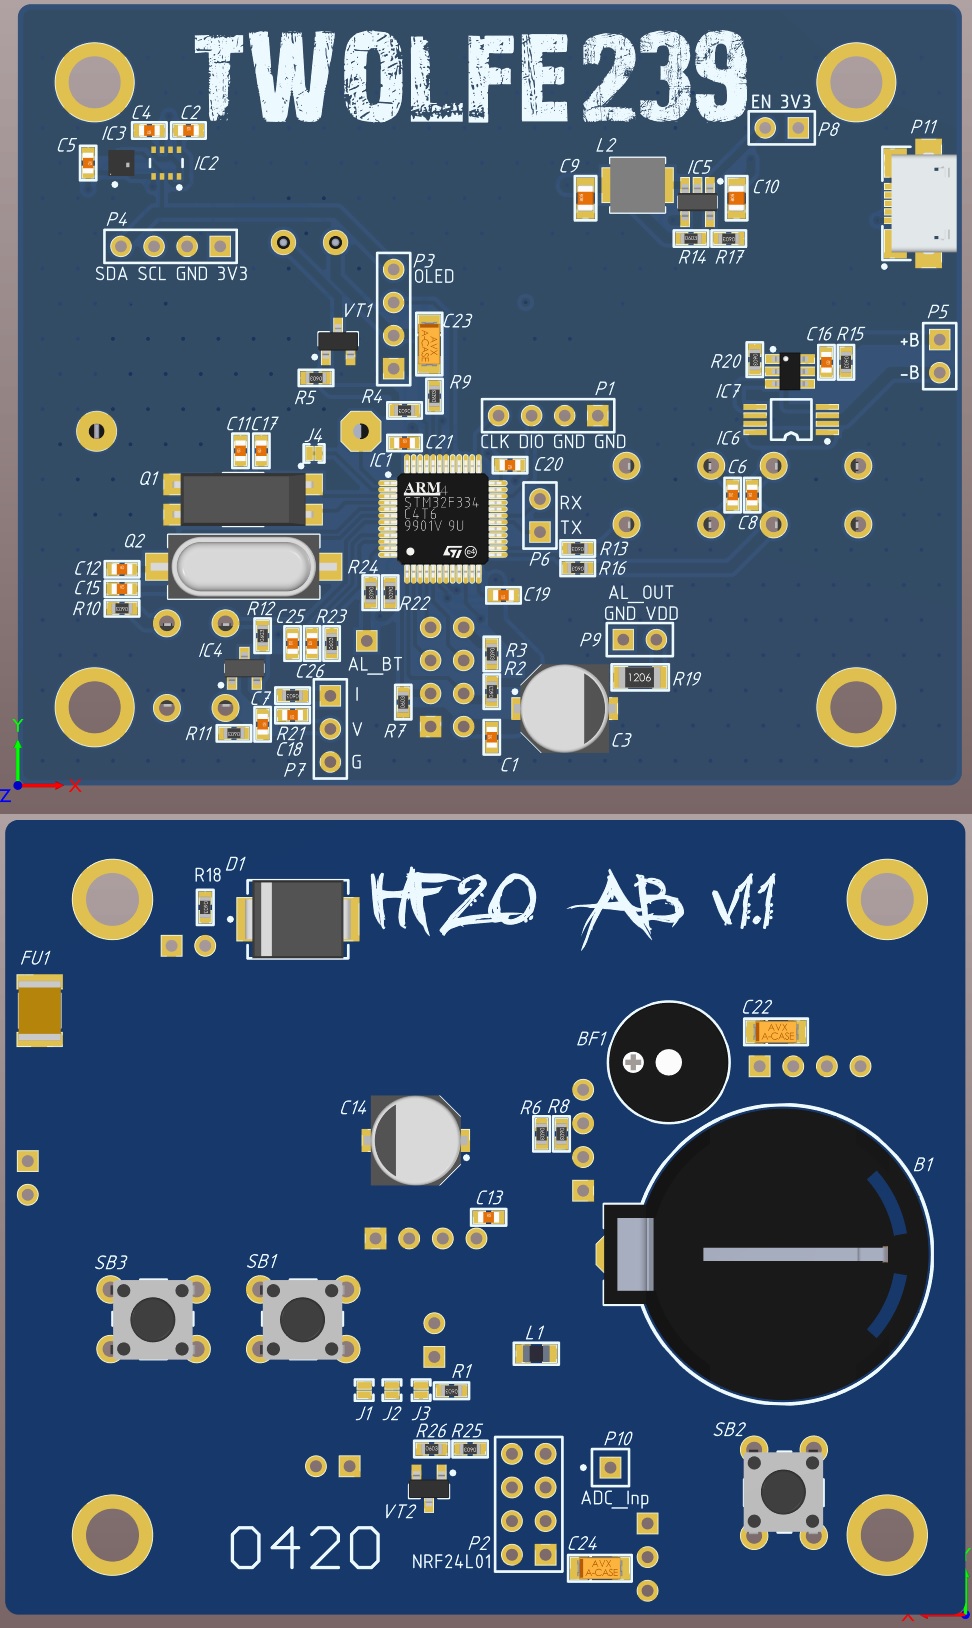 TWOLFE239
EN 3V3
P8
P11
C4
C2
IC3
C5
IC2
L2
C9
IC5
C10
P4
SDA SCL GND 3V3
R14
R17
P3
OLED
VT1
C23
AVX
A-CASE
P5
+B
-B
C16
R15
R20
IC7
R5
R4
R9
P1
CLK DIO GND GND
IC6
C11
C17
J4
IC1
C21
C20
Q1
ARM
STM32F334
C4T6
9901V 9U
ST
e4
RX
TX
P6
C6
C8
Q2
R13
R16
C12
C15
R10
R24
R22
C19
AL_OUT
GND VDD
P9
R12
C25
R23
C26
IC4
AL_BT
R3
R2
1206
R19
C7
R11
R21
C18
P7
I
V
G
R7
C1
C3
Y
Z
X
R18
D1
HF20 AB v1.1
FU1
BF1
C22
AVX
A-CASE
C14
R6
R8
B1
C13
SB3
SB1
L1
J1
J2
J3
R1
R26
R25
VT2
P10
ADC_Inp
SB2
0420
P2
NRF24L01
C24
AVX
A-CASE
X